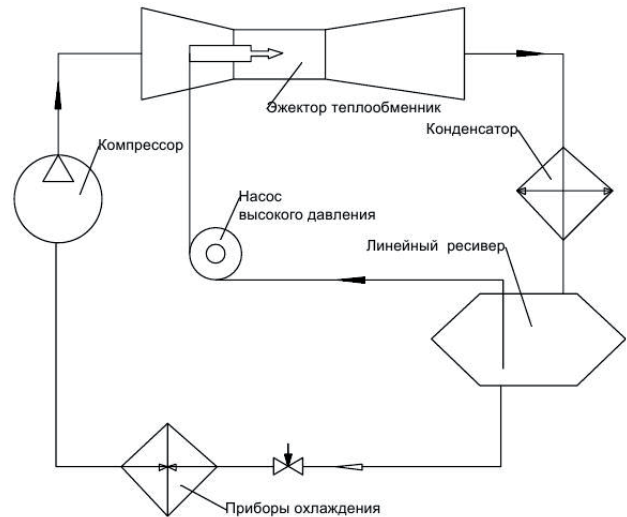 Эжектор теплообменник
Конденсатор
Компрессор
Насос
высокого давления
Линейный ресивер
Приборы охлаждения